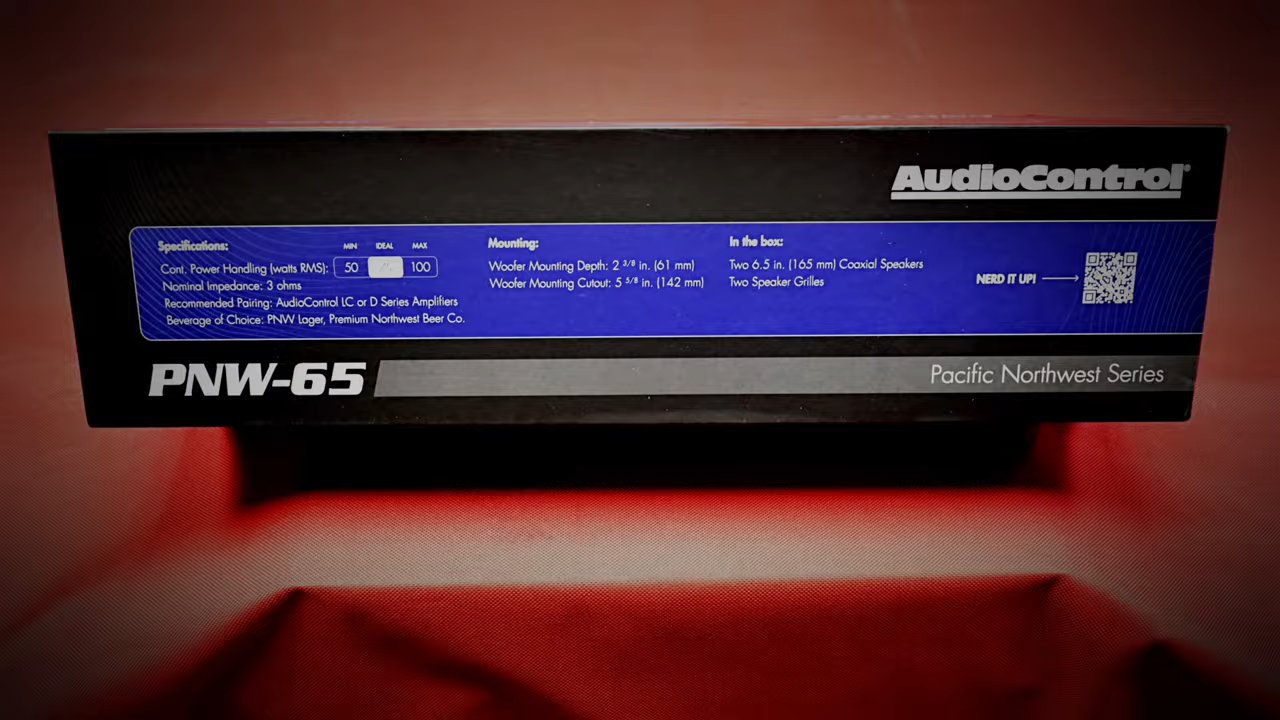 AudioControl®
Specifications:
MIN IDEAL MAX
Cont. Power Handling (watts RMS): 50 100
Nominal Impedance: 3 ohms
Recommended Pairing: AudioControl LC or D Series Amplifiers
Beverage of Choice: PNW Lager, Premium Northwest Beer Co.
Mounting:
Woofer Mounting Depth: 2 3/8 in. (61 mm)
Woofer Mounting Cutout: 5 5/8 in. (142 mm)
In the box:
Two 6.5 in. (165 mm) Coaxial Speakers
Two Speaker Grilles
NERD IT UP!
PNW-65
Pacific Northwest Series